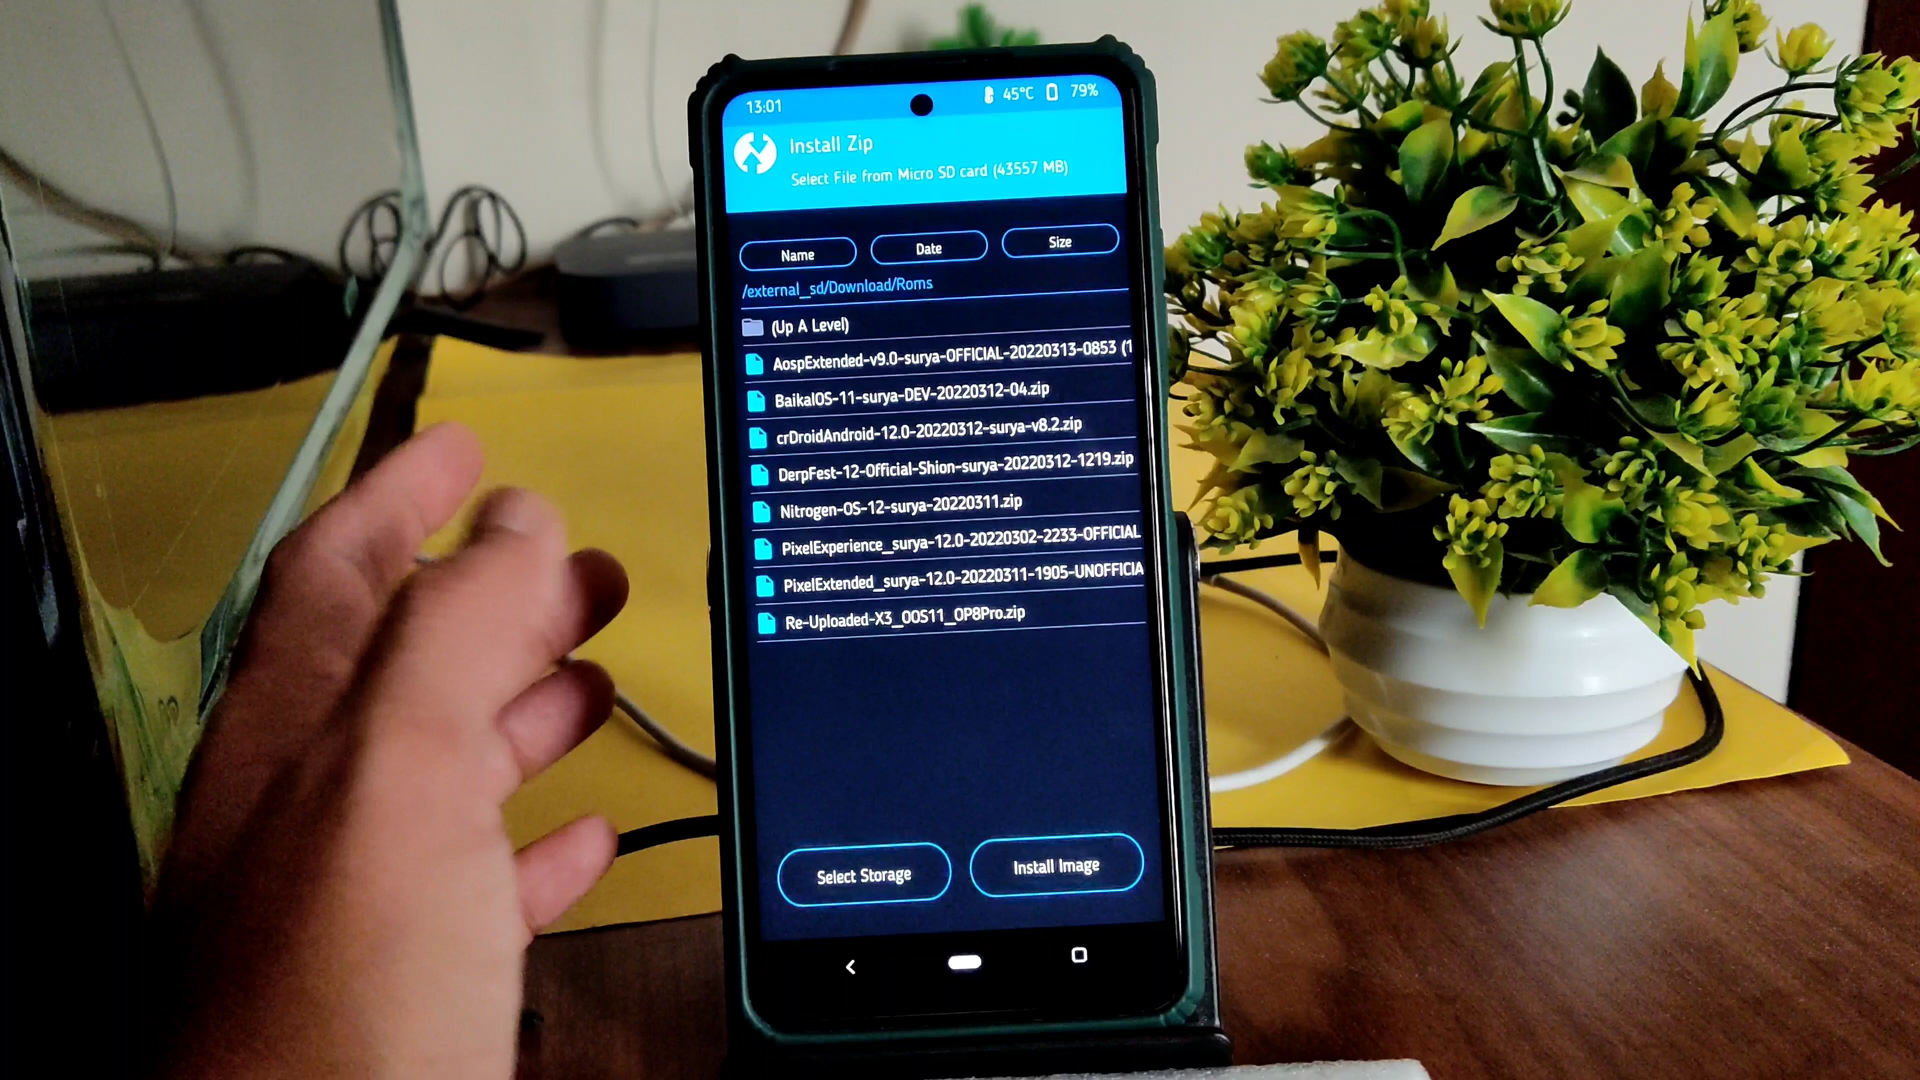 13:01 45°C 79%
Install Zip
Select File from Micro SD card (43557 MB)
Name Date Size
/external_sd/Download/Roms
(Up A Level)
AospExtended-v9.0-surya-OFFICIAL-20220313-0853 (1
BaikalOS-11-surya-DEV-20220312-04.zip
crDroidAndroid-12.0-20220312-surya-v8.2.zip
DerpFest-12-Official-Shion-surya-20220312-1219.zip
Nitrogen-OS-12-surya-20220311.zip
PixelExperience_surya-12.0-20220302-2233-OFFICIAL
PixelExtended_surya-12.0-20220311-1905-UNOFFICIA
Re-Uploaded-X3_OOS11_OP8Pro.zip
Select Storage Install Image